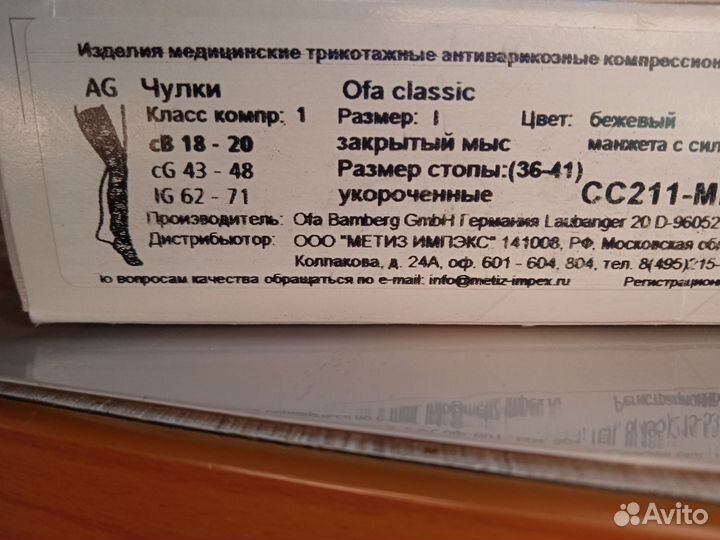 Изделия медицинские трикотажные антиварикозные компрессион
AG Чулки Ofa classic
Класс компр: 1 Размер: I Цвет: бежевый
cB 18 - 20 закрытый мыс манжета с сил
cG 43 - 48 Размер стопы:(36-41)
IG 62 - 71 укороченные CC211-M
Производитель: Ofa Bamberg GmbH Германия Laubanger 20 D-96052
Дистрибьютор: ООО "МЕТИЗ ИМПЭКС" 141008, РФ, Московская обл
Колпакова, д. 24А, оф. 601 - 604, 804, тел. 8(495)215-
ю вопросам качества обращаться по e-mail: info@metiz-impex.ru Регистрацион
Avito